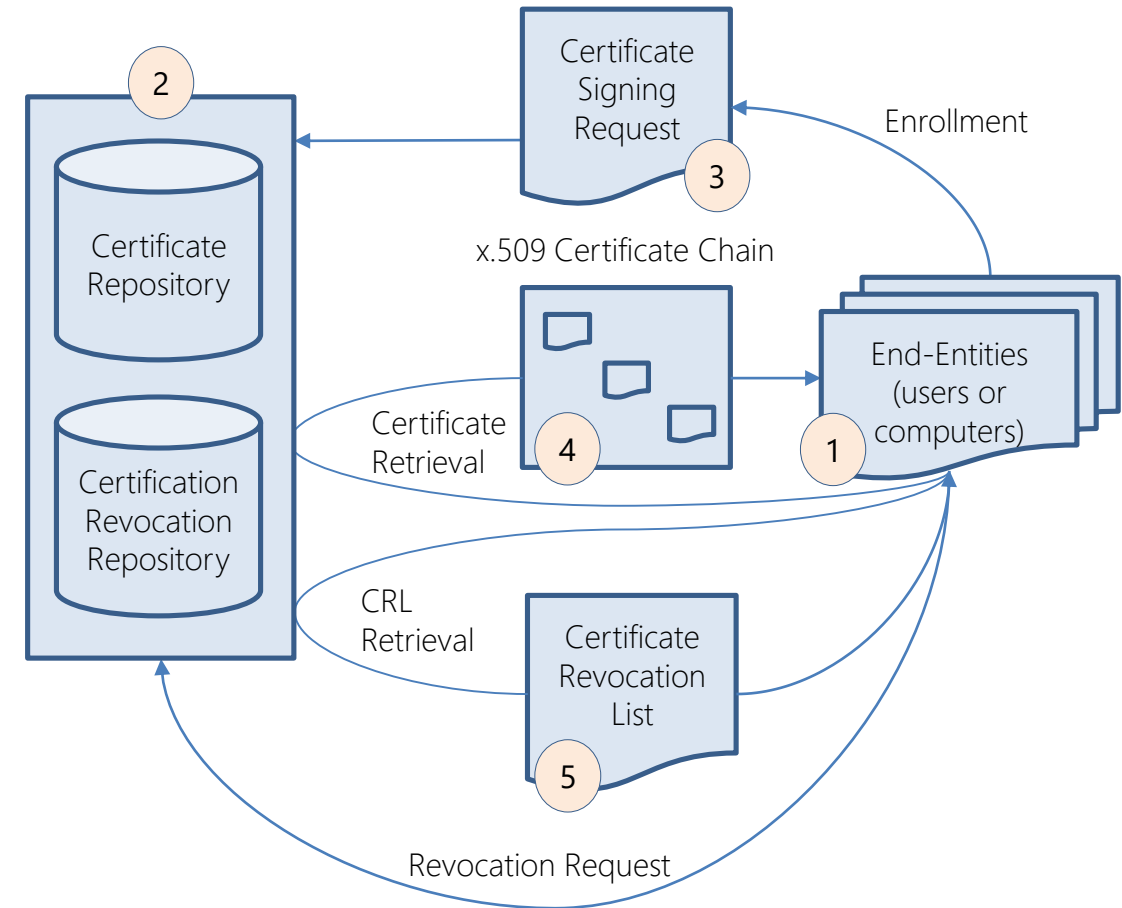 2
Certificate
Signing
Request
3
Enrollment
Certificate
Repository
x.509 Certificate Chain
End-Entities
(users or
computers)
1
Certificate
Retrieval
4
Certification
Revocation
Repository
CRL
Retrieval
Certificate
Revocation
List
5
Revocation Request